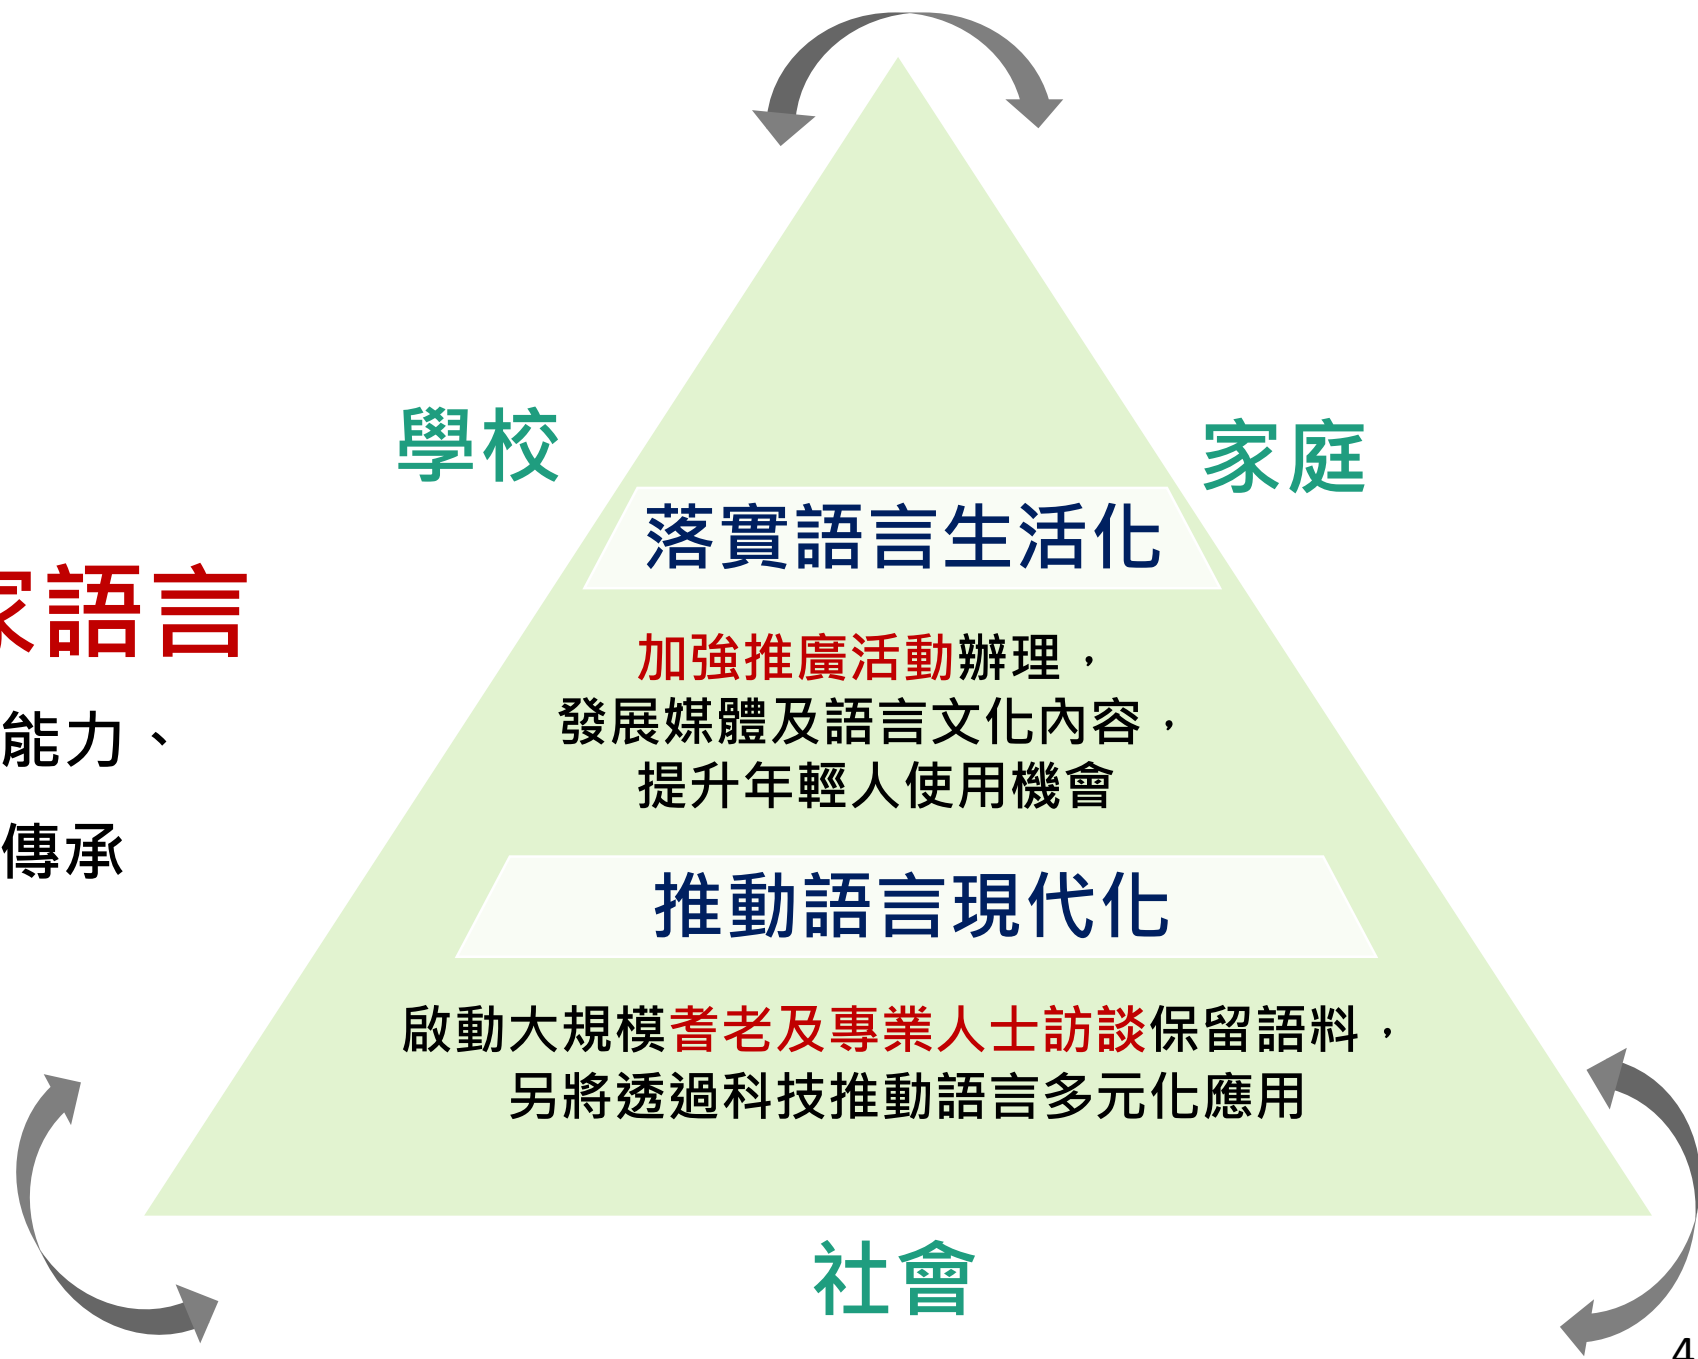 學校
家庭
落實語言生活化
加強推廣活動辦理，
發展媒體及語言文化內容，
提升年輕人使用機會
推動語言現代化
啟動大規模耆老及專業人士訪談保留語料，
另將透過科技推動語言多元化應用
社會
家語言
能力、
傳承
4